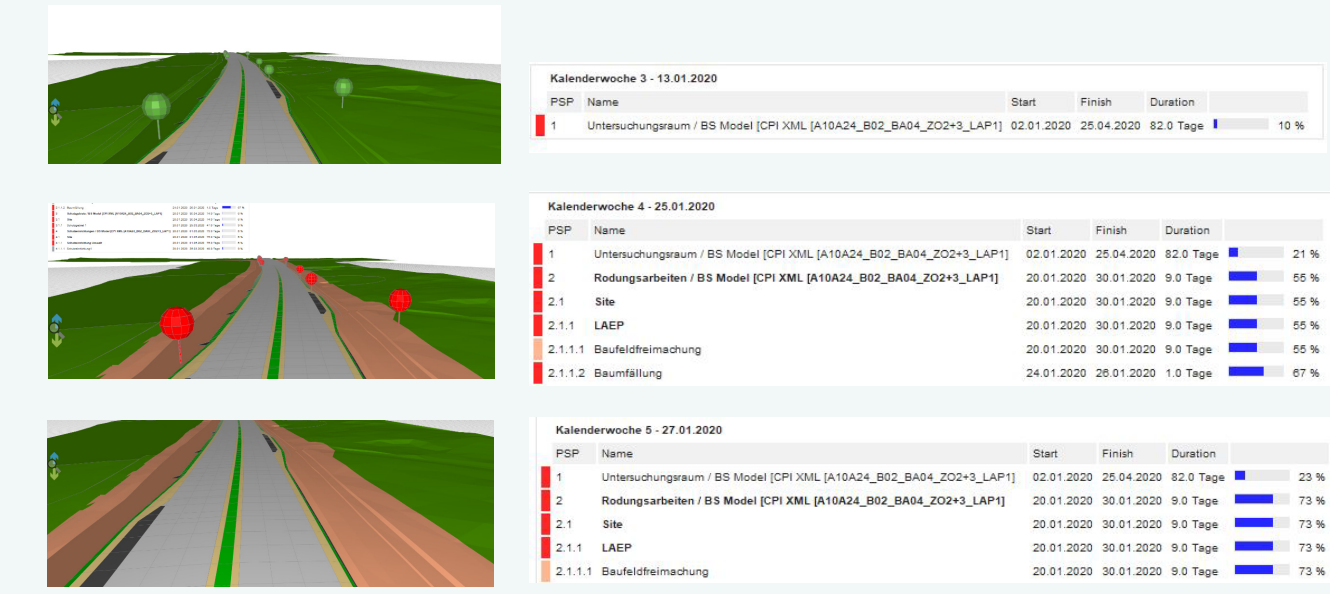 Kalenderwoche 3 - 13.01.2020
PSP Name Start Finish Duration
1 Untersuchungsraum / BS Model [CPI XML [A10A24_B02_BA04_ZO2+3_LAP1] 02.01.2020 25.04.2020 82.0 Tage 10 %
Kalenderwoche 4 - 25.01.2020
PSP Name Start Finish Duration
1 Untersuchungsraum / BS Model [CPI XML [A10A24_B02_BA04_ZO2+3_LAP1] 02.01.2020 25.04.2020 82.0 Tage 21 %
2 Rodungsarbeiten / BS Model [CPI XML [A10A24_B02_BA04_ZO2+3_LAP1] 20.01.2020 30.01.2020 9.0 Tage 55 %
2.1 Site 20.01.2020 30.01.2020 9.0 Tage 55 %
2.1.1 LAEP 20.01.2020 30.01.2020 9.0 Tage 55 %
2.1.1.1 Baufeldfreimachung 20.01.2020 30.01.2020 9.0 Tage 55 %
2.1.1.2 Baumfällung 24.01.2020 26.01.2020 1.0 Tage 67 %
Kalenderwoche 5 - 27.01.2020
PSP Name Start Finish Duration
1 Untersuchungsraum / BS Model [CPI XML [A10A24_B02_BA04_ZO2+3_LAP1] 02.01.2020 25.04.2020 82.0 Tage 23 %
2 Rodungsarbeiten / BS Model [CPI XML [A10A24_B02_BA04_ZO2+3_LAP1] 20.01.2020 30.01.2020 9.0 Tage 73 %
2.1 Site 20.01.2020 30.01.2020 9.0 Tage 73 %
2.1.1 LAEP 20.01.2020 30.01.2020 9.0 Tage 73 %
2.1.1.1 Baufeldfreimachung 20.01.2020 30.01.2020 9.0 Tage 73 %